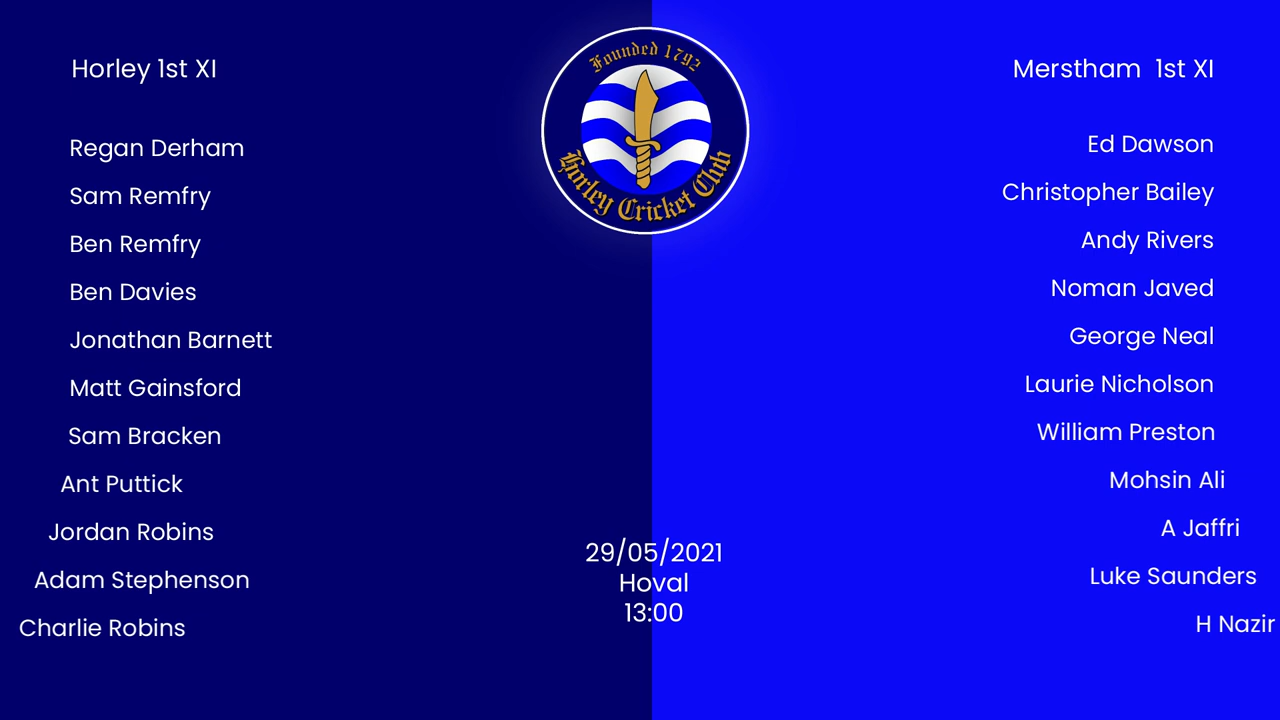 Founded 1792
Horley Cricket Club
Horley 1st XI
Regan Derham
Sam Remfry
Ben Remfry
Ben Davies
Jonathan Barnett
Matt Gainsford
Sam Bracken
Ant Puttick
Jordan Robins
Adam Stephenson
Charlie Robins
29/05/2021
Hoval
13:00
Merstham 1st XI
Ed Dawson
Christopher Bailey
Andy Rivers
Noman Javed
George Neal
Laurie Nicholson
William Preston
Mohsin Ali
A Jaffri
Luke Saunders
H Nazir